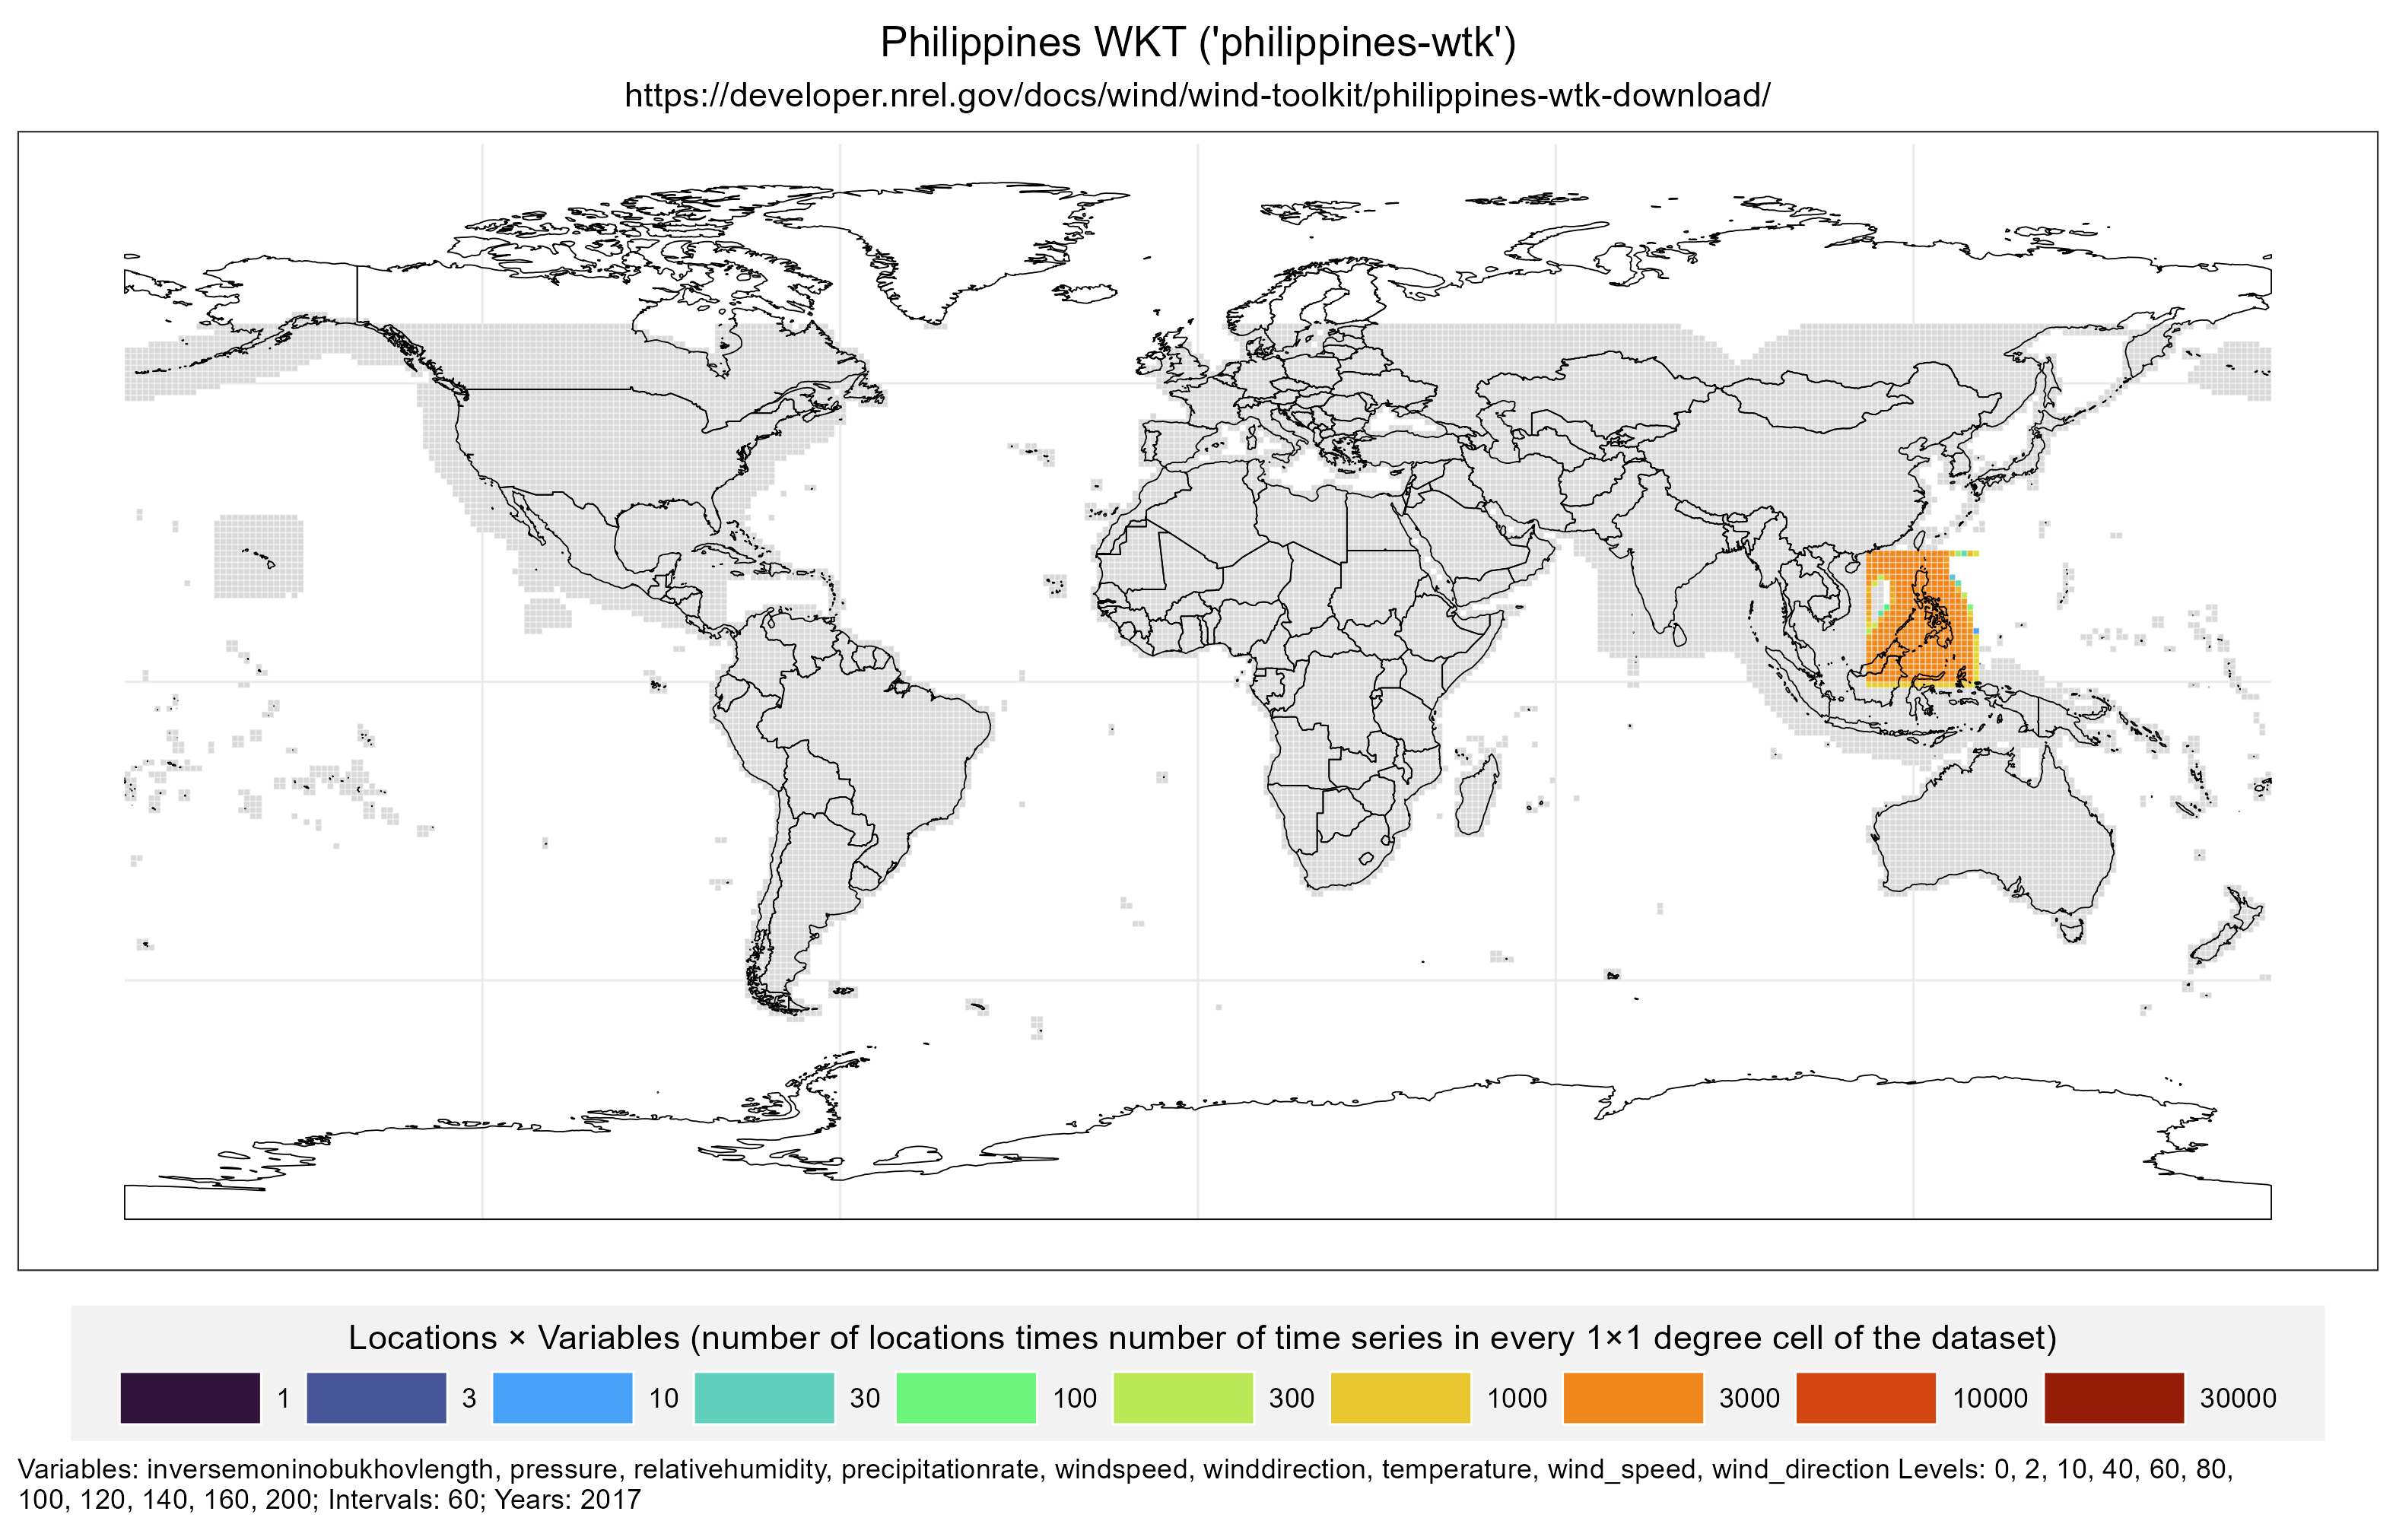 Philippines WKT ('philippines-wtk')
https://developer.nrel.gov/docs/wind/wind-toolkit/philippines-wtk-download/
Locations × Variables (number of locations times number of time series in every 1×1 degree cell of the dataset)
1 3 10 30 100 300 1000 3000 10000 30000
Variables: inversemoninobukhovlength, pressure, relativehumidity, precipitationrate, windspeed, winddirection, temperature, wind_speed, wind_direction Levels: 0, 2, 10, 40, 60, 80,
100, 120, 140, 160, 200; Intervals: 60; Years: 2017